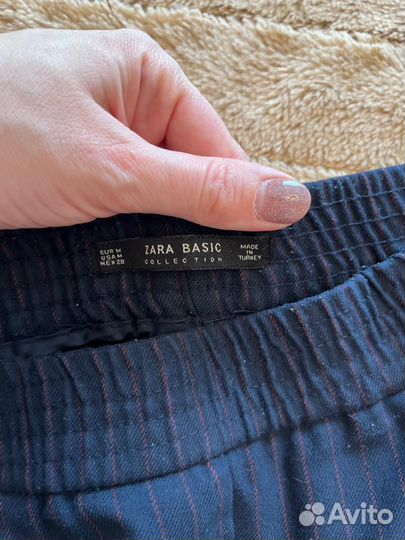 EUR M
USA M
MEX 28
ZARA BASIC
COLLECTION
MADE
IN
TURKEY
Avito